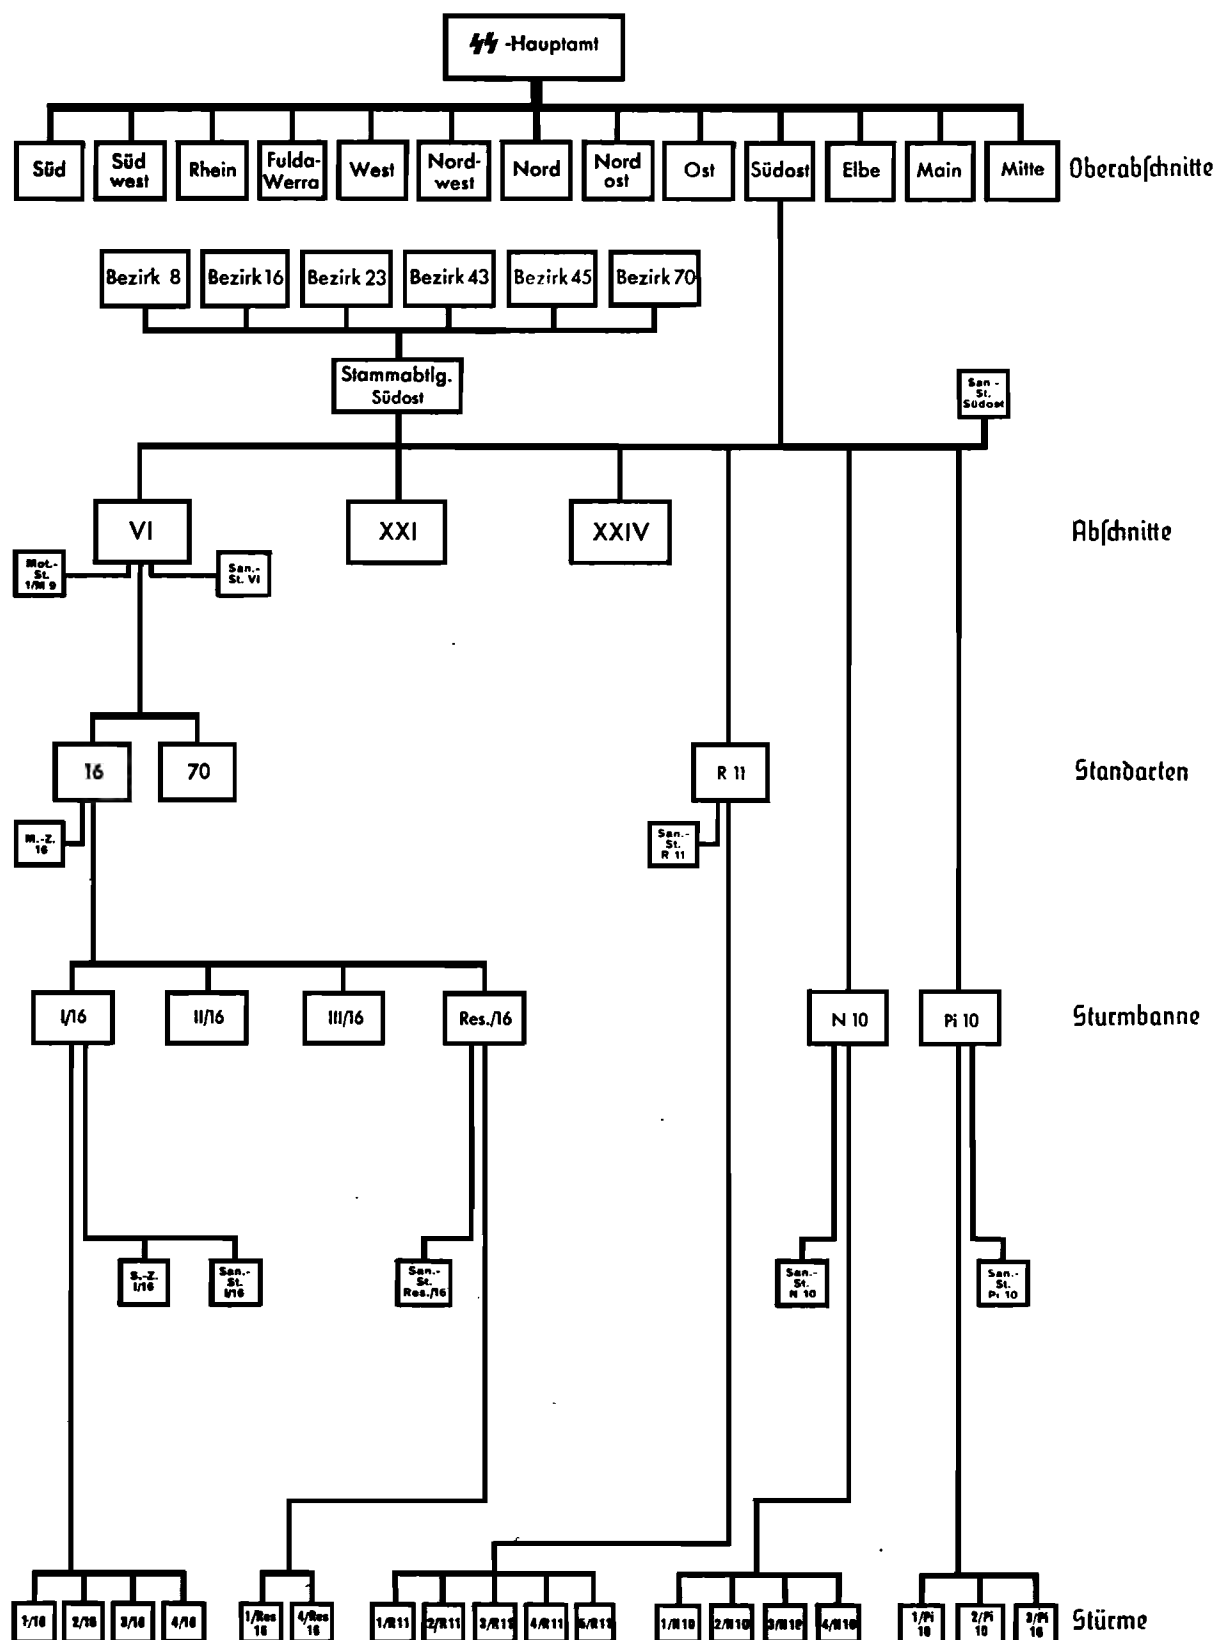 ᛋᛋ-Hauptamt
Süd
Süd
west
Rhein
Fulda-
Werra
West
Nord-
west
Nord
Nord
ost
Ost
Südost
Elbe
Main
Mitte
Oberabſchnitte
Bezirk 8
Bezirk 16
Bezirk 23
Bezirk 43
Bezirk 45
Bezirk 70
Stammabtlg.
Südost
San.-
St.
Südost
VI
XXI
XXIV
Abſchnitte
Mot.-
St.
1/M 9
San.-
St. VI
16
70
R 11
Standarten
M.-Z.
16
San.-
St.
R 11
I/16
II/16
III/16
Res./16
N 10
Pi 10
Sturmbanne
S.-Z.
I/16
San.-
St.
I/16
San.-
St.
Res./16
San.-
St.
N 10
San.-
St.
Pi 10
1/16
2/16
3/16
4/16
1/Res
16
4/Res
16
1/R11
2/R11
3/R11
4/R11
5/R11
1/N10
2/N10
3/N10
4/N10
1/Pi
10
2/Pi
10
3/Pi
10
Stürme